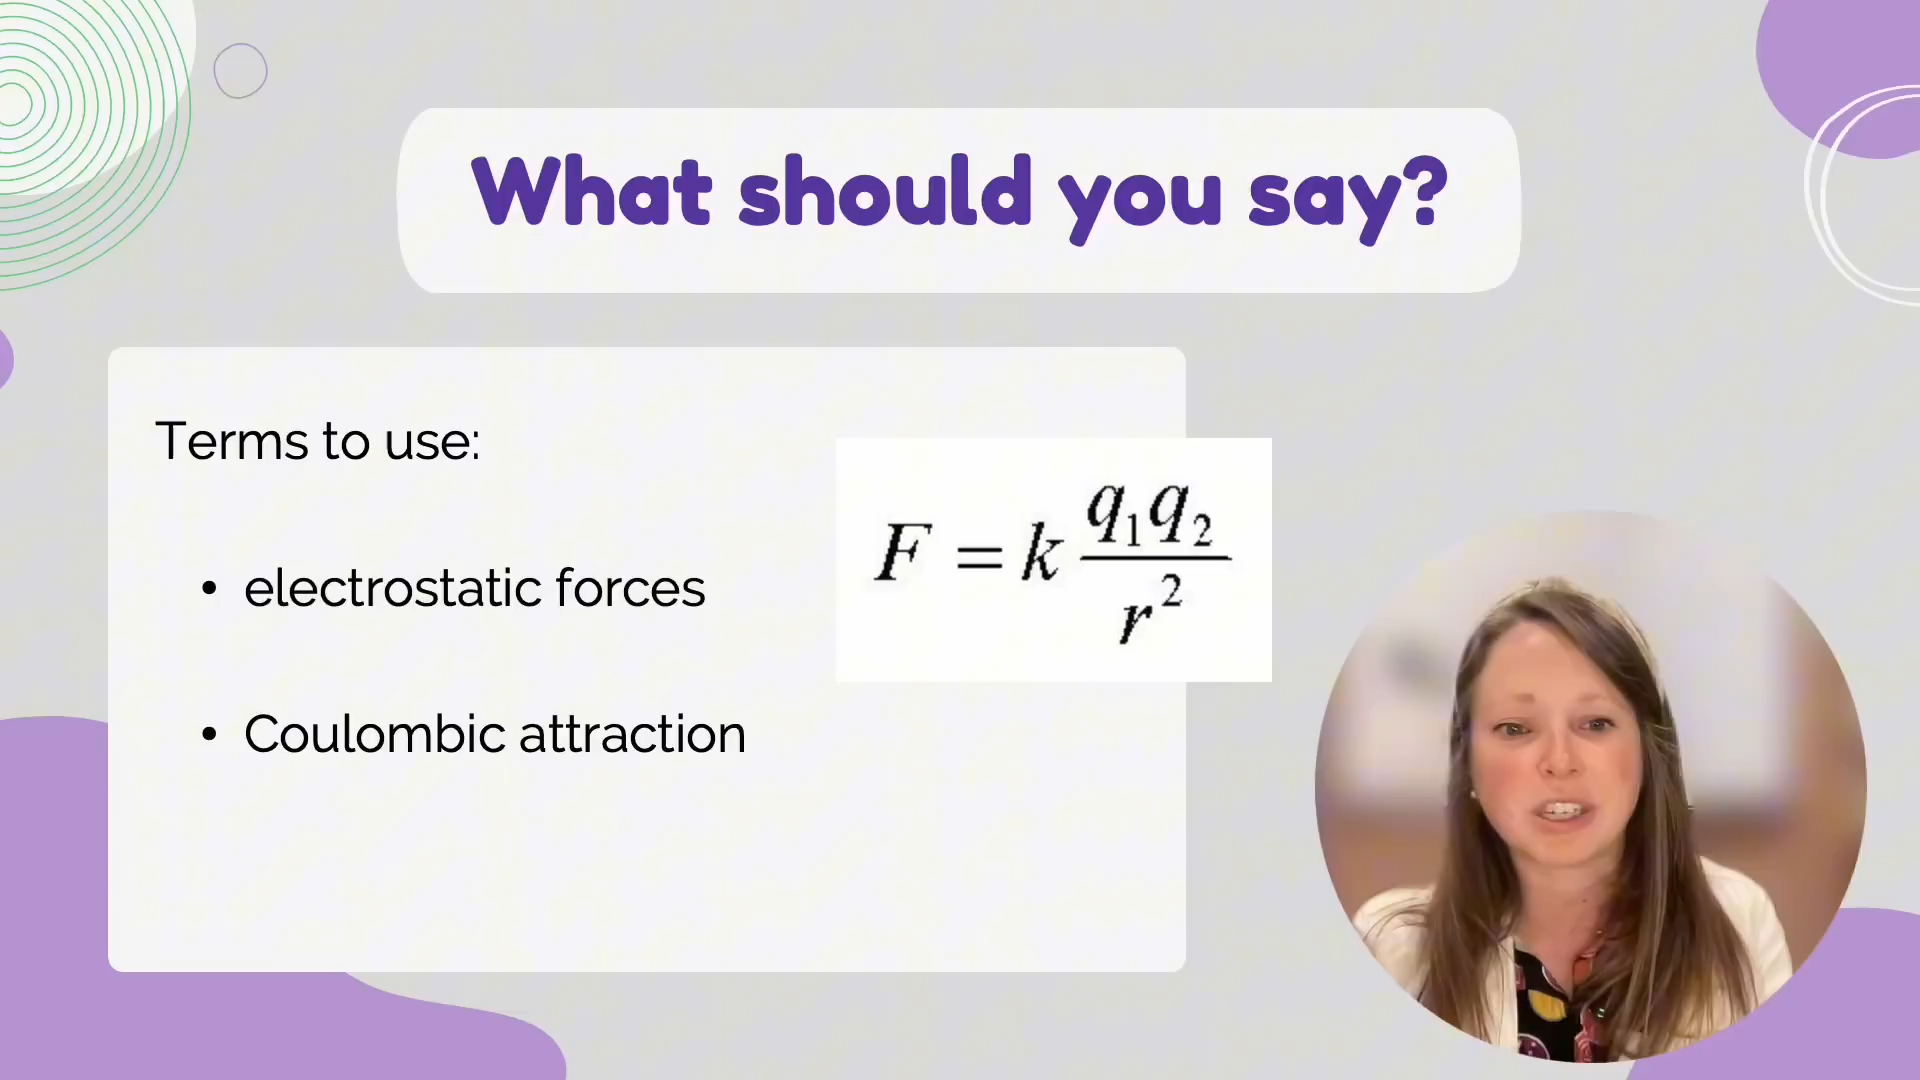 What should you say?
Terms to use:
• electrostatic forces
• Coulombic attraction
F = k q₁q₂ / r²